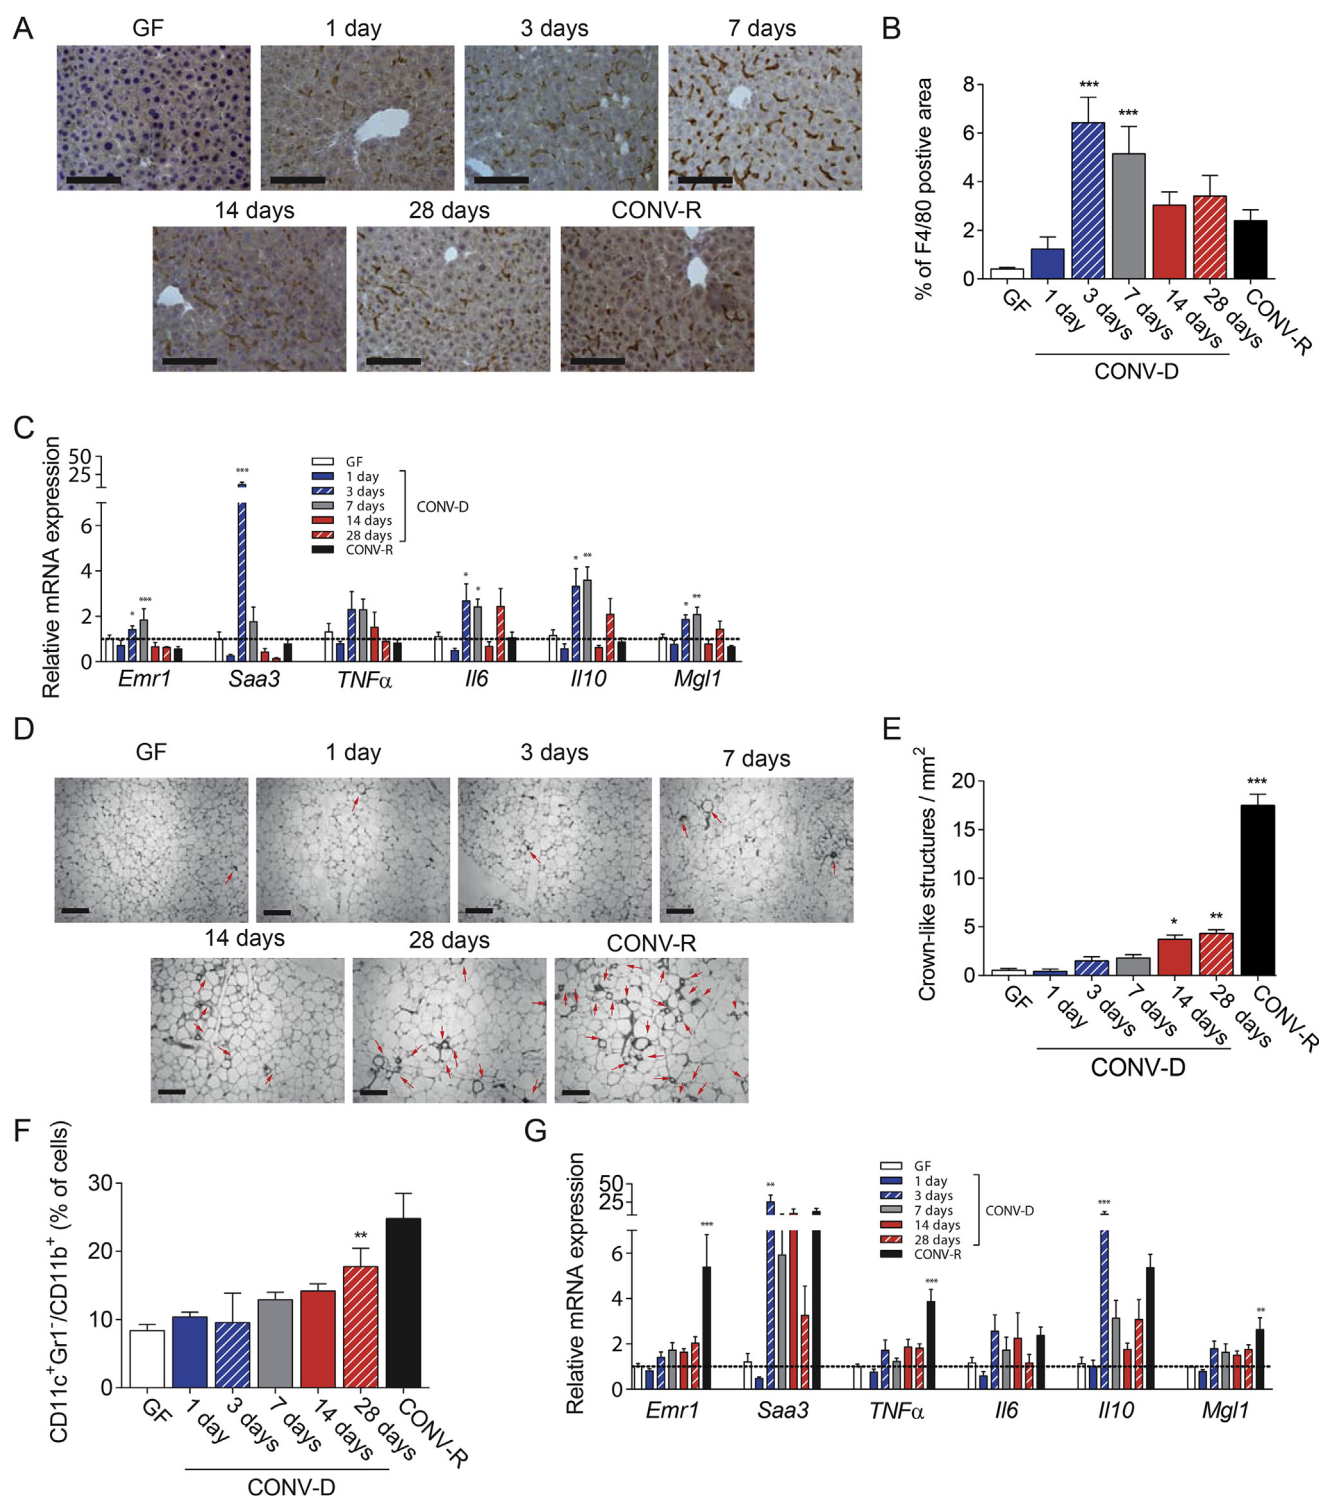 A
GF
1 day
3 days
7 days
14 days
28 days
CONV-R
B
% of F4/80 postive area
8
6
4
2
0
***
***
GF
1 day
3 days
7 days
14 days
28 days
CONV-R
CONV-D
C
Relative mRNA expression
50
25
6
4
2
0
GF
1 day
3 days
7 days
14 days
28 days
CONV-R
CONV-D
*
***
***
*
*
*
**
*
**
Emr1
Saa3
TNFα
Il6
Il10
Mgl1
D
GF
1 day
3 days
7 days
14 days
28 days
CONV-R
E
Crown-like structures / mm²
20
15
10
5
0
*
**
***
GF
1 day
3 days
7 days
14 days
28 days
CONV-R
CONV-D
F
CD11c⁺Gr1⁻/CD11b⁺ (% of cells)
30
20
10
0
**
GF
1 day
3 days
7 days
14 days
28 days
CONV-R
CONV-D
G
Relative mRNA expression
50
25
6
4
2
0
GF
1 day
3 days
7 days
14 days
28 days
CONV-R
CONV-D
***
**
***
***
**
Emr1
Saa3
TNFα
Il6
Il10
Mgl1